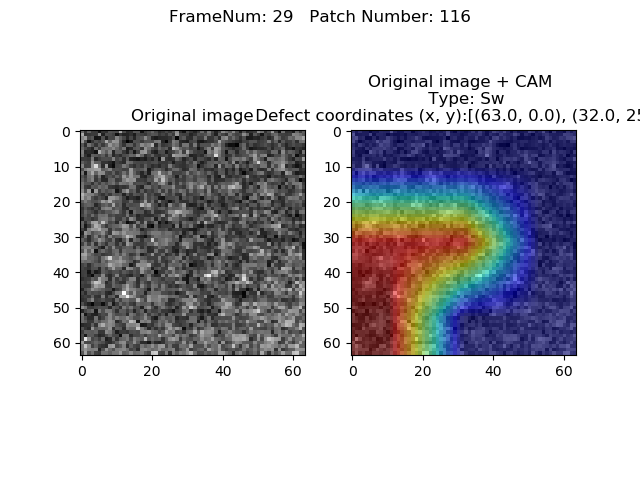 FrameNum: 29   Patch Number: 116
Original image + CAM
Type: Sw
Original image
Defect coordinates (x, y):[(63.0, 0.0), (32.0, 25
0
10
20
30
40
50
60
0 20 40 60
0
10
20
30
40
50
60
0 20 40 60